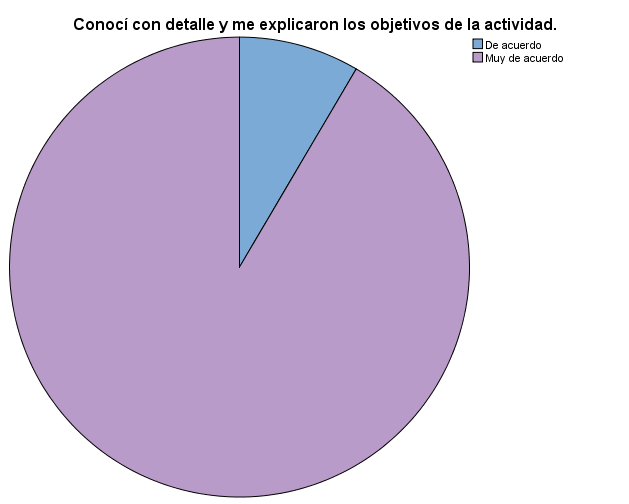 Conocí con detalle y me explicaron los objetivos de la actividad.
De acuerdo
Muy de acuerdo